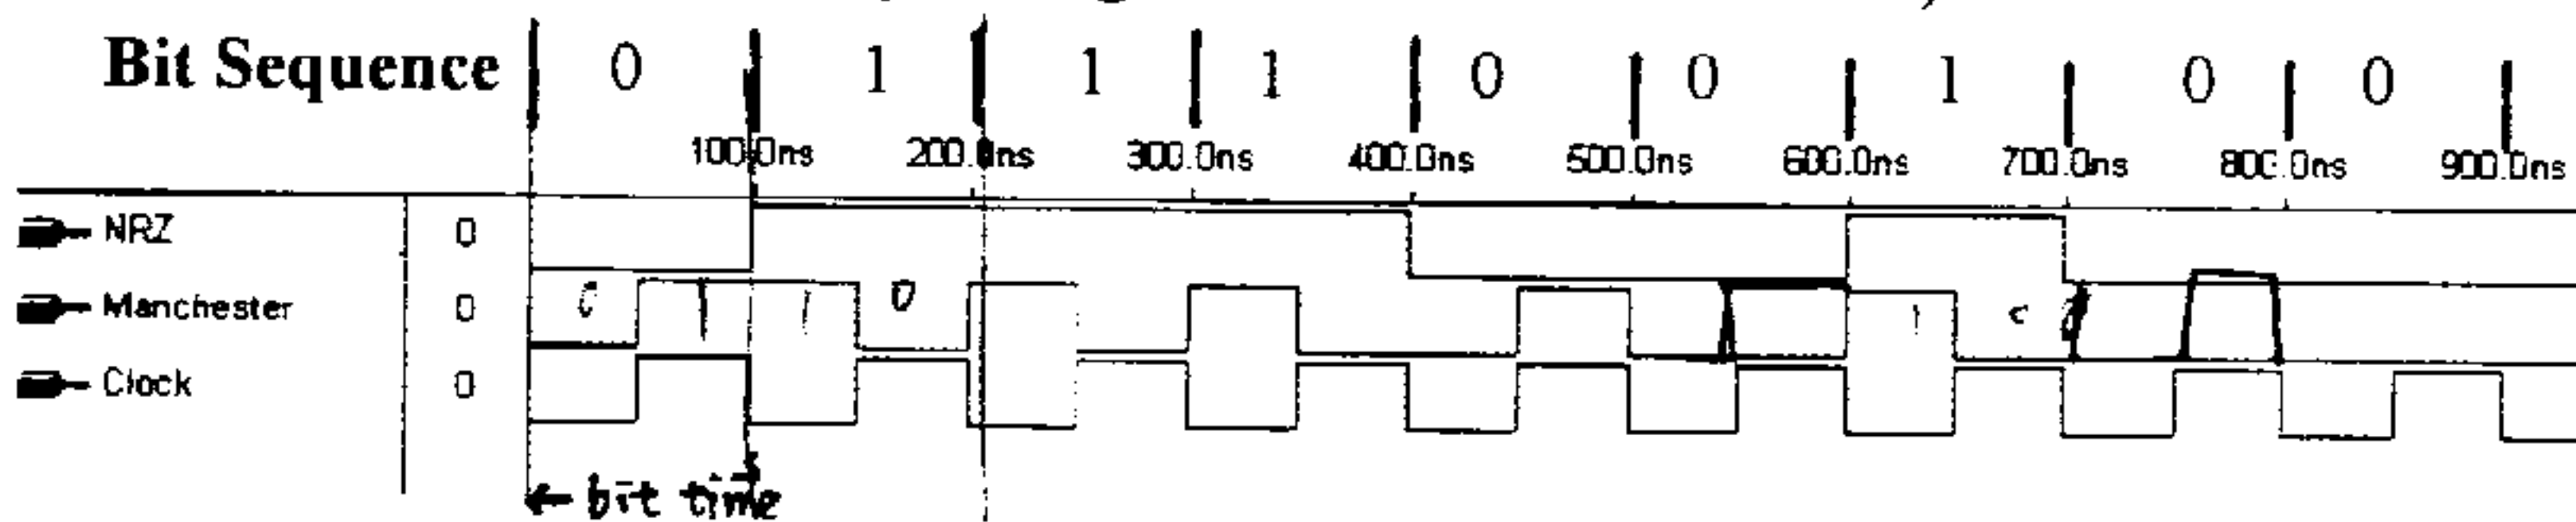 Bit Sequence 0 1 1 1 0 0 1 0 0
100.0ns 200.0ns 300.0ns 400.0ns 500.0ns 600.0ns 700.0ns 800.0ns 900.0ns
NRZ 0
Manchester 0 0 1 1 0 1
Clock 0
← bit time